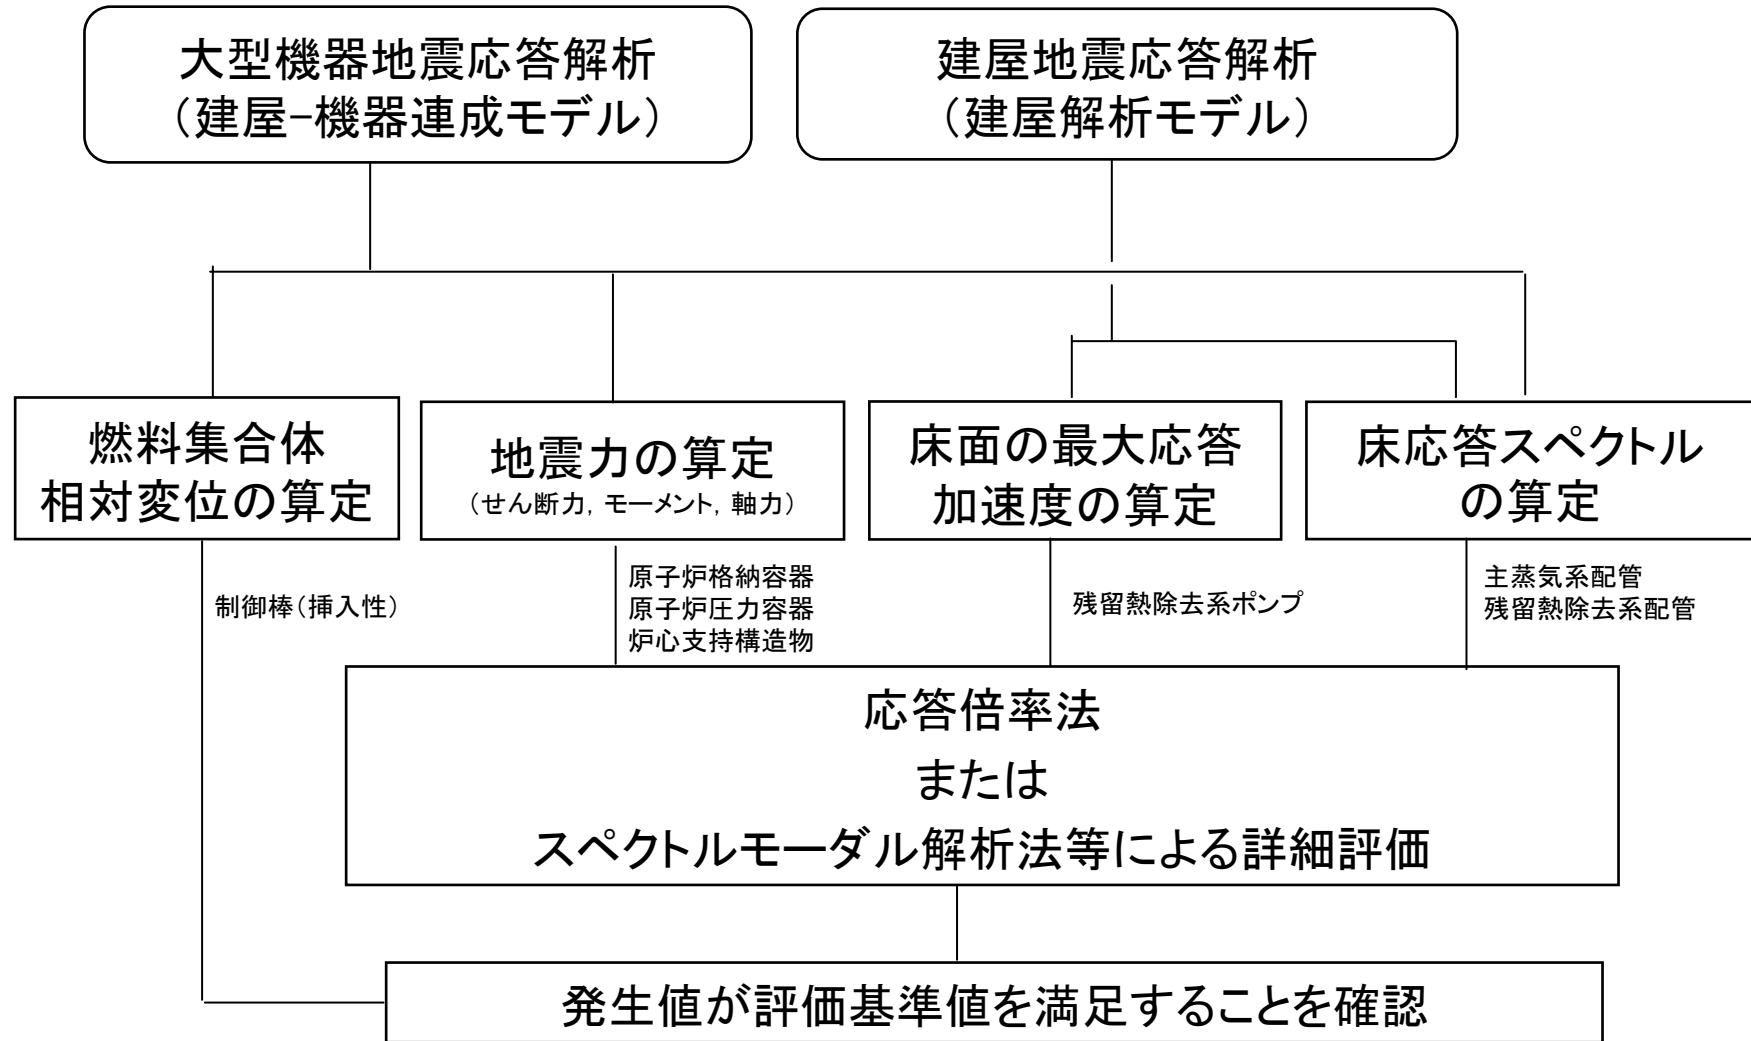 大型機器地震応答解析
（建屋-機器連成モデル）
建屋地震応答解析
（建屋解析モデル）
燃料集合体
相対変位の算定
地震力の算定
（せん断力，モーメント，軸力）
床面の最大応答
加速度の算定
床応答スペクトル
の算定
制御棒（挿入性）
原子炉格納容器
原子炉圧力容器
炉心支持構造物
残留熱除去系ポンプ
主蒸気系配管
残留熱除去系配管
応答倍率法
または
スペクトルモーダル解析法等による詳細評価
発生値が評価基準値を満足することを確認